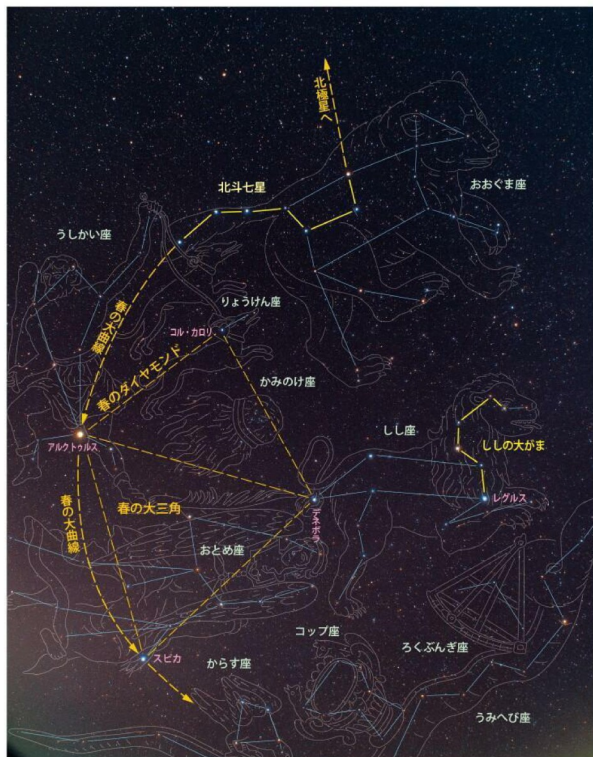 北極星へ
北斗七星
おおぐま座
うしかい座
りょうけん座
春の大曲線
コル・カロリ
春のダイヤモンド
かみのけ座
しし座
ししの大がま
アルクトゥルス
レグルス
春の大曲線
春の大三角
デネボラ
おとめ座
コップ座
ろくぶんぎ座
スピカ
からす座
うみへび座